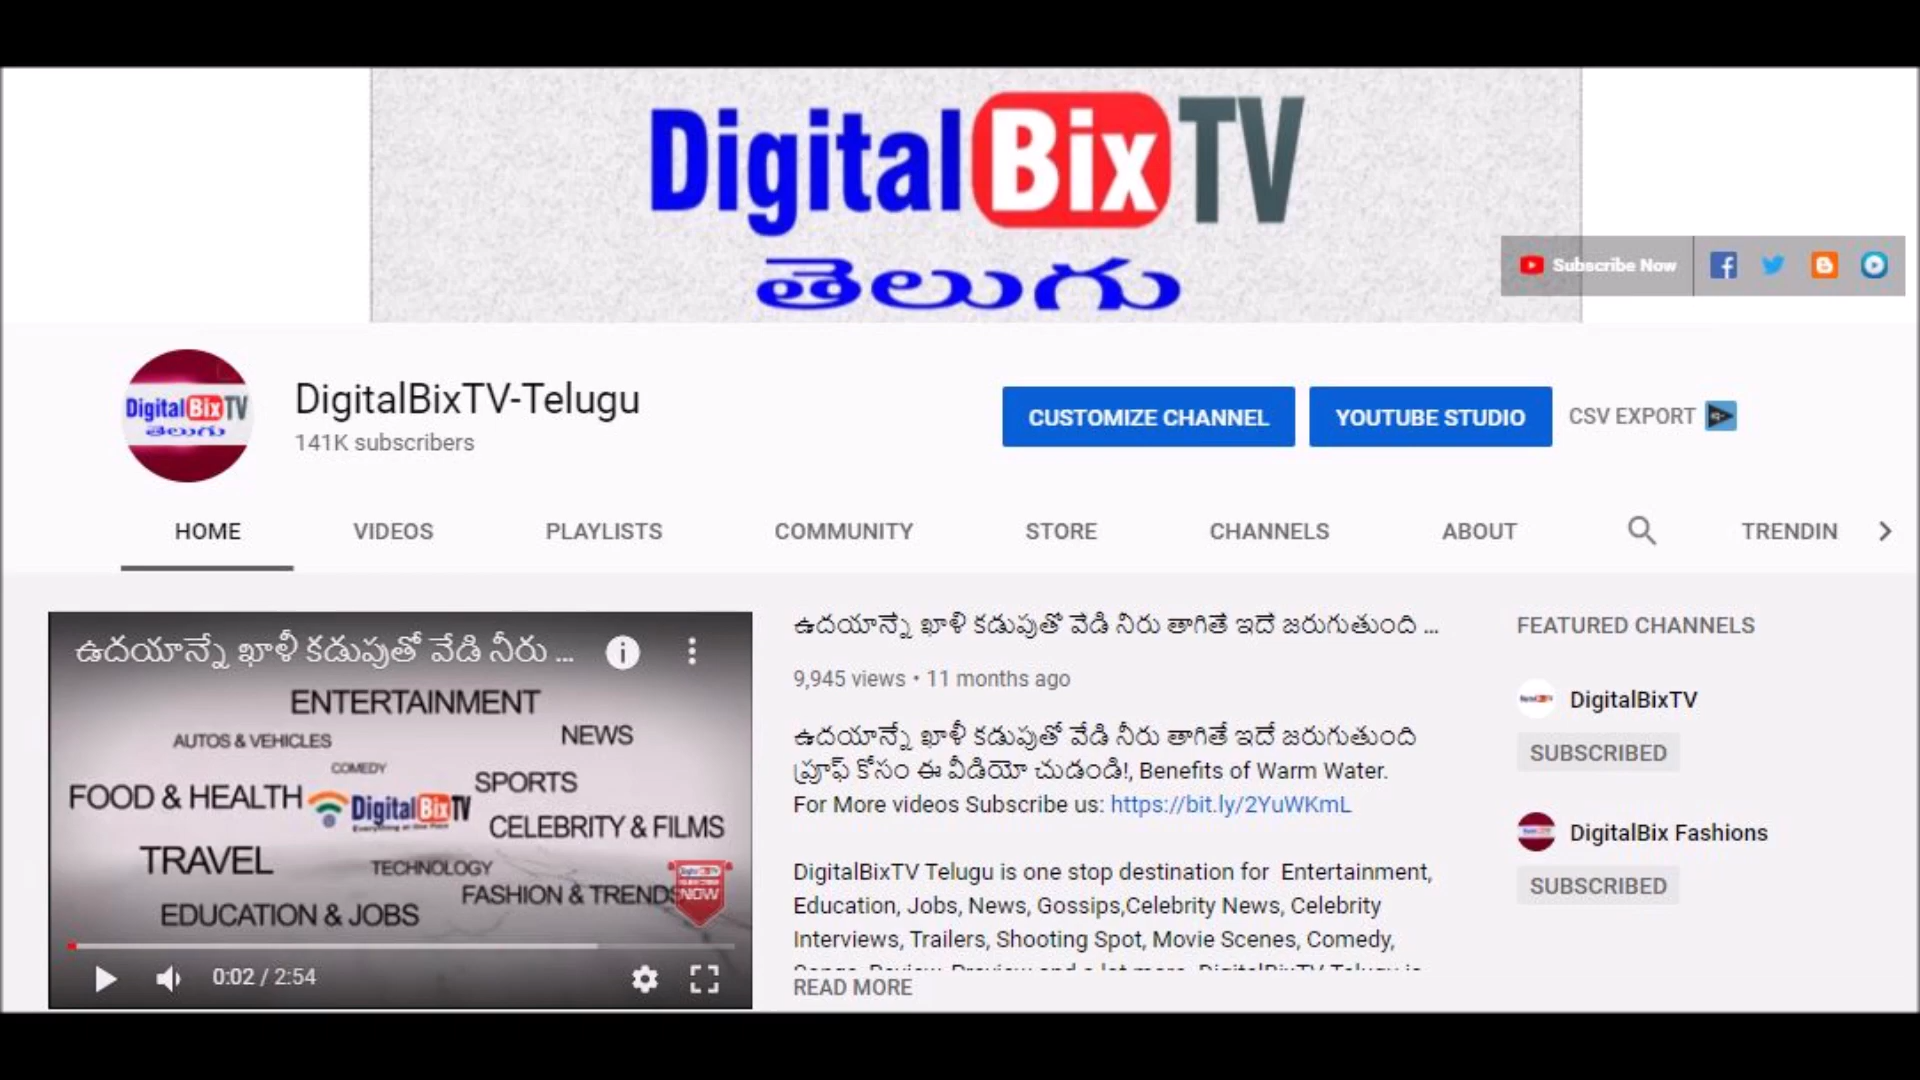 DigitalBixTV
తెలుగు
Subscribe Now
DigitalBixTV
తెలుగు
DigitalBixTV-Telugu
141K subscribers
CUSTOMIZE CHANNEL
YOUTUBE STUDIO
CSV EXPORT
HOME
VIDEOS
PLAYLISTS
COMMUNITY
STORE
CHANNELS
ABOUT
TRENDIN
ఉదయాన్నే ఖాళీ కడుపుతో వేడి నీరు ...
ENTERTAINMENT
AUTOS & VEHICLES
NEWS
COMEDY
FOOD & HEALTH
SPORTS
DigitalBixTV
CELEBRITY & FILMS
TRAVEL
TECHNOLOGY
FASHION & TRENDS
NOW
EDUCATION & JOBS
0:02 / 2:54
ఉదయాన్నే ఖాళీ కడుపుతో వేడి నీరు తాగితే ఇదే జరుగుతుంది ...
9,945 views • 11 months ago
ఉదయాన్నే ఖాళీ కడుపుతో వేడి నీరు తాగితే ఇదే జరుగుతుంది
ప్రూఫ్ కోసం ఈ వీడియో చుడండి!, Benefits of Warm Water.
For More videos Subscribe us: https://bit.ly/2YuWKmL
DigitalBixTV Telugu is one stop destination for Entertainment,
Education, Jobs, News, Gossips,Celebrity News, Celebrity
Interviews, Trailers, Shooting Spot, Movie Scenes, Comedy,
READ MORE
FEATURED CHANNELS
DigitalBixTV
SUBSCRIBED
DigitalBix Fashions
SUBSCRIBED